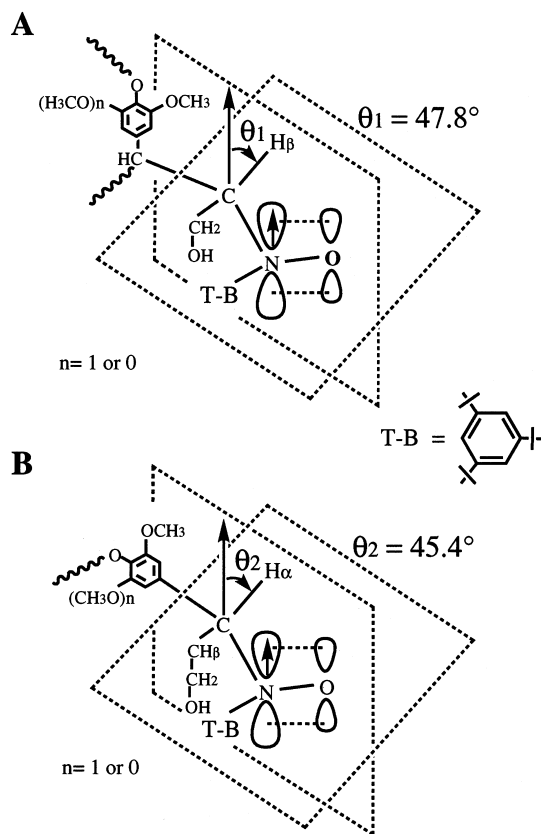 A
O
(H3CO)n
OCH3
HC
θ1
Hβ
θ1 = 47.8°
C
CH2
OH
N
O
T-B
n= 1 or 0
T-B =
B
OCH3
O
(CH3O)n
θ2
Hα
θ2 = 45.4°
C
CHβ
CH2
OH
N
O
T-B
n= 1 or 0